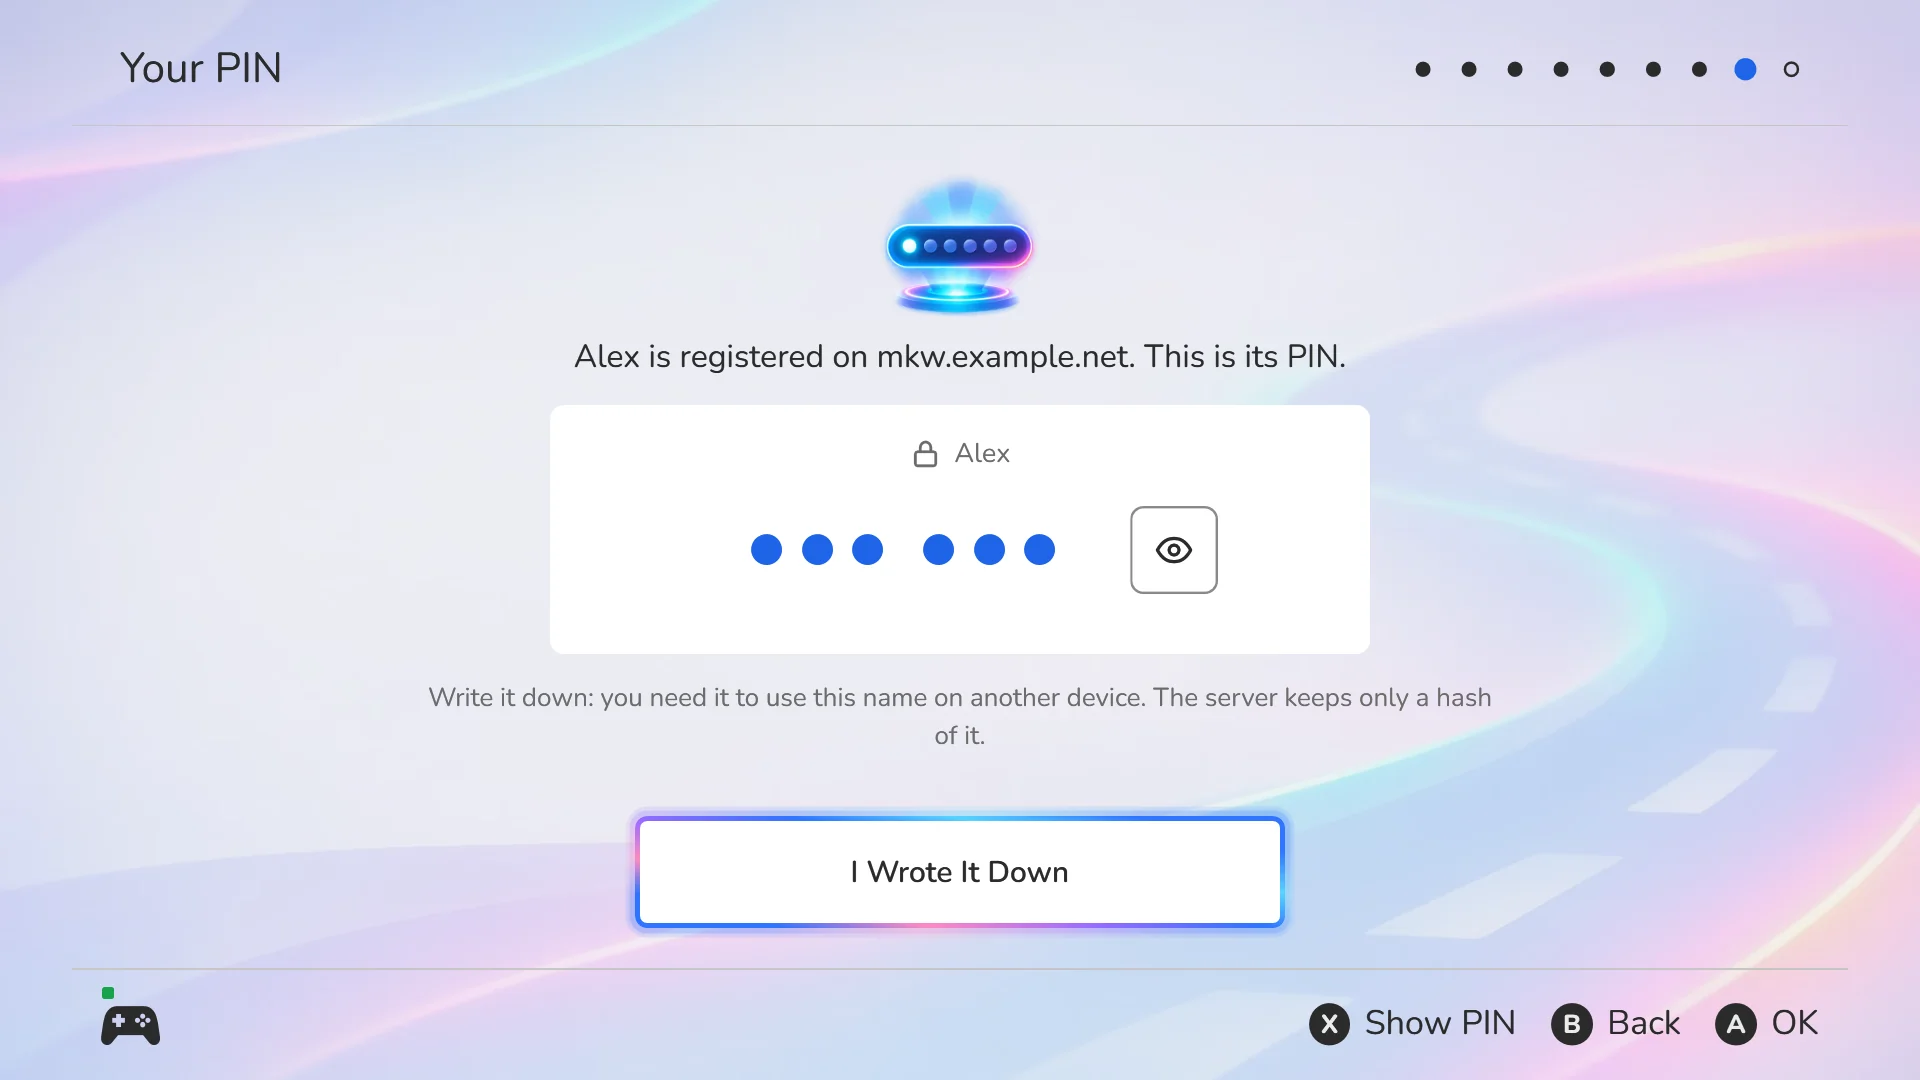 Your PIN
Alex is registered on mkw.example.net. This is its PIN.
Alex
Write it down: you need it to use this name on another device. The server keeps only a hash
of it.
I Wrote It Down
X Show PIN B Back A OK